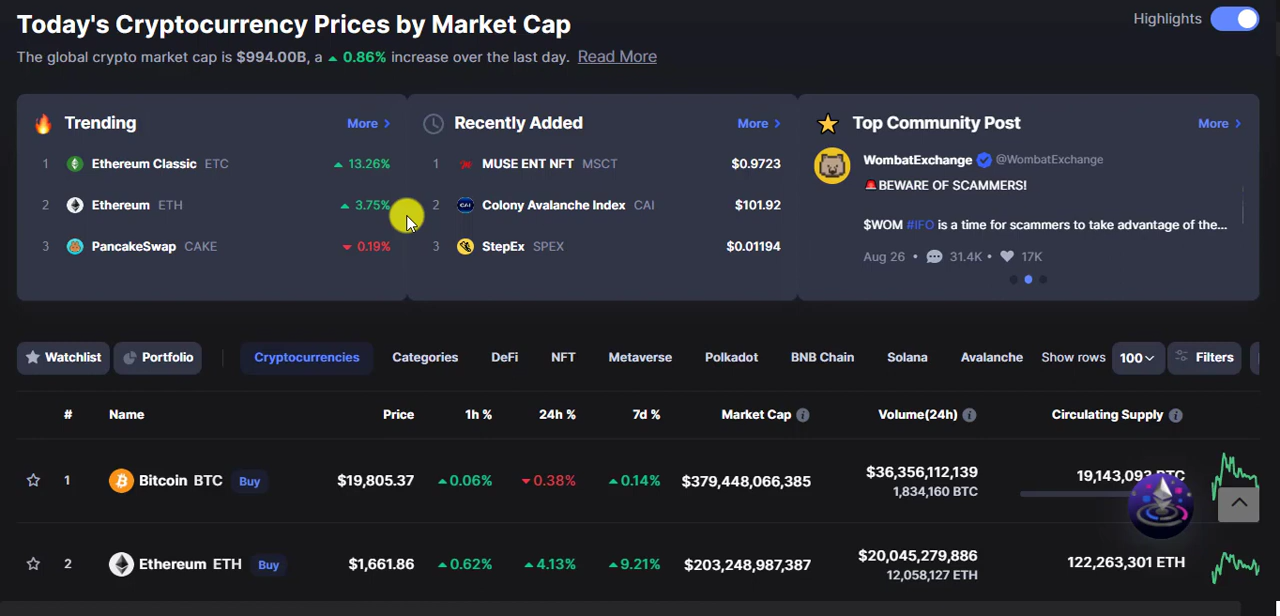 Today's Cryptocurrency Prices by Market Cap
Highlights
The global crypto market cap is $994.00B, a ▲ 0.86% increase over the last day. Read More
Trending
More >
1 Ethereum Classic ETC ▲ 13.26%
2 Ethereum ETH ▲ 3.75%
3 PancakeSwap CAKE ▼ 0.19%
Recently Added
More >
1 MUSE ENT NFT MSCT $0.9723
2 CAI Colony Avalanche Index CAI $101.92
3 StepEx SPEX $0.01194
Top Community Post
More >
WombatExchange @WombatExchange
🚨BEWARE OF SCAMMERS!
$WOM #IFO is a time for scammers to take advantage of the...
Aug 26 • 31.4K • 17K
Watchlist Portfolio Cryptocurrencies Categories DeFi NFT Metaverse Polkadot BNB Chain Solana Avalanche Show rows 100 Filters
# Name Price 1h % 24h % 7d % Market Cap Volume(24h) Circulating Supply
1 Bitcoin BTC Buy $19,805.37 ▲ 0.06% ▼ 0.38% ▲ 0.14% $379,448,066,385 $36,356,112,139 19,143,093 BTC
1,834,160 BTC
2 Ethereum ETH Buy $1,661.86 ▲ 0.62% ▲ 4.13% ▲ 9.21% $203,248,987,387 $20,045,279,886 122,263,301 ETH
12,058,127 ETH